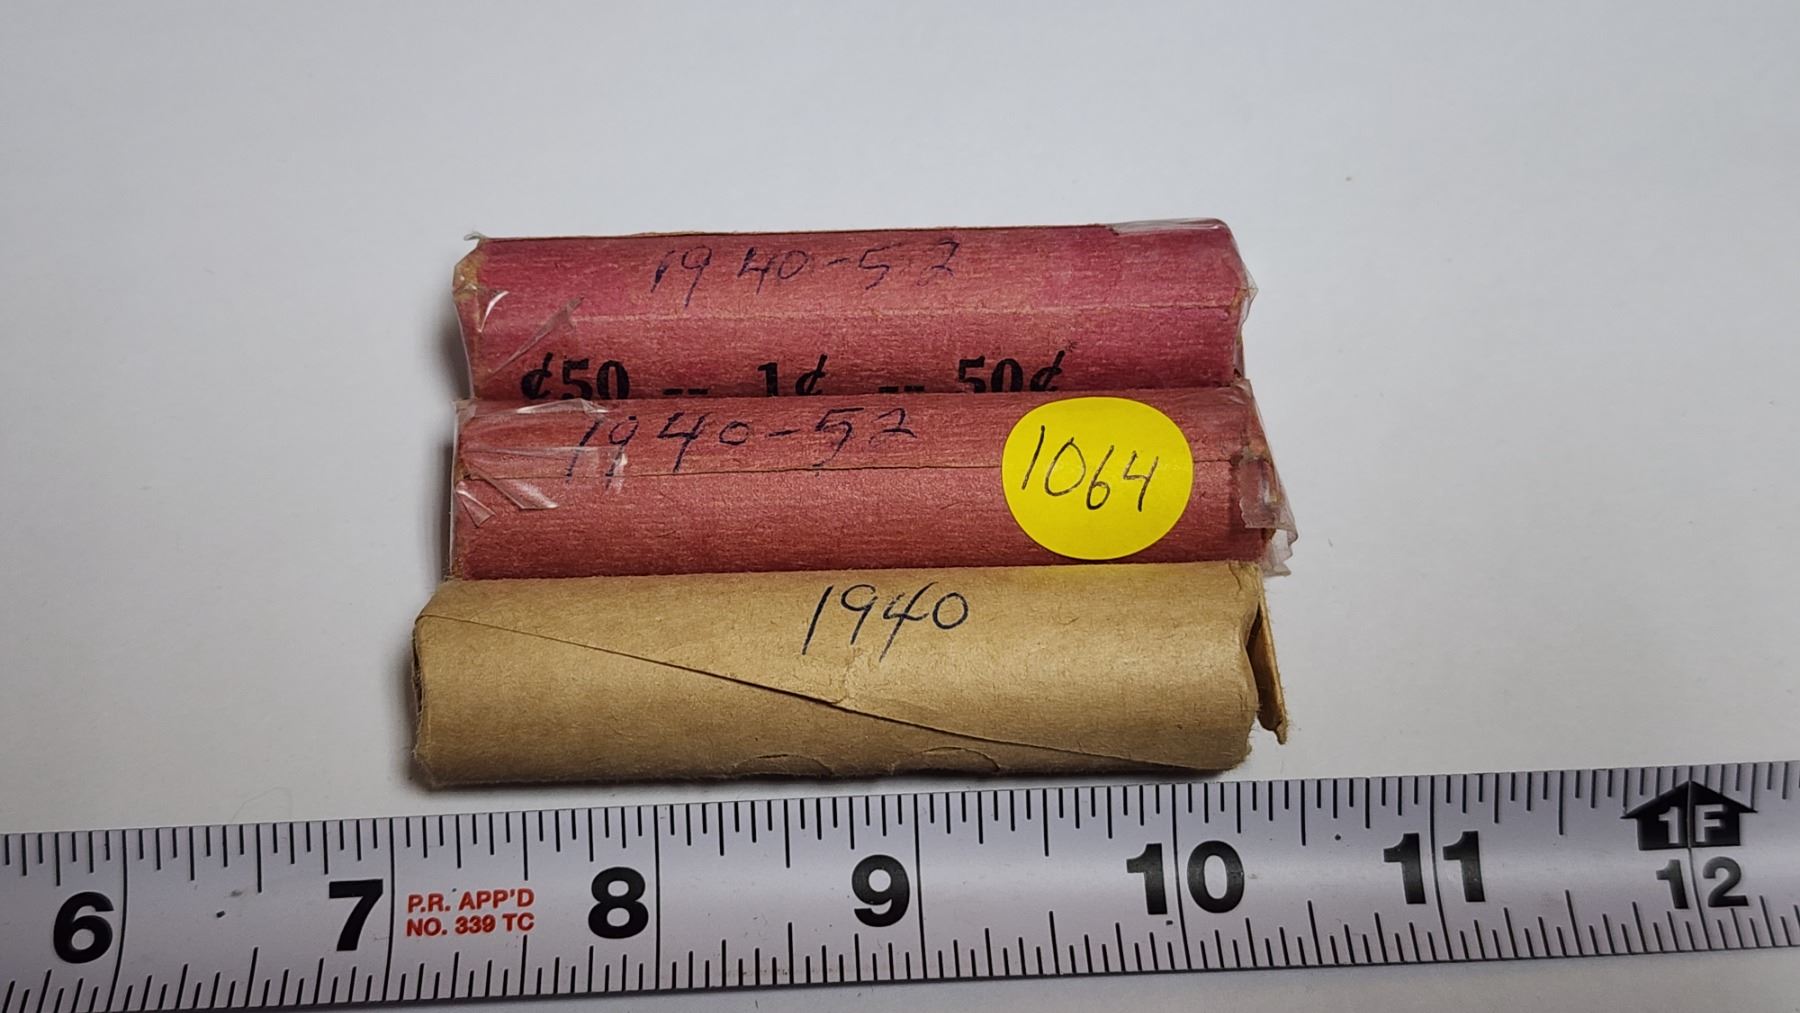 1940-52
¢50 -- 1¢ -- 50¢
1940-52
1064
1940
1F
6 7 8 9 10 11 12
P.R. APP'D
NO. 339 TC